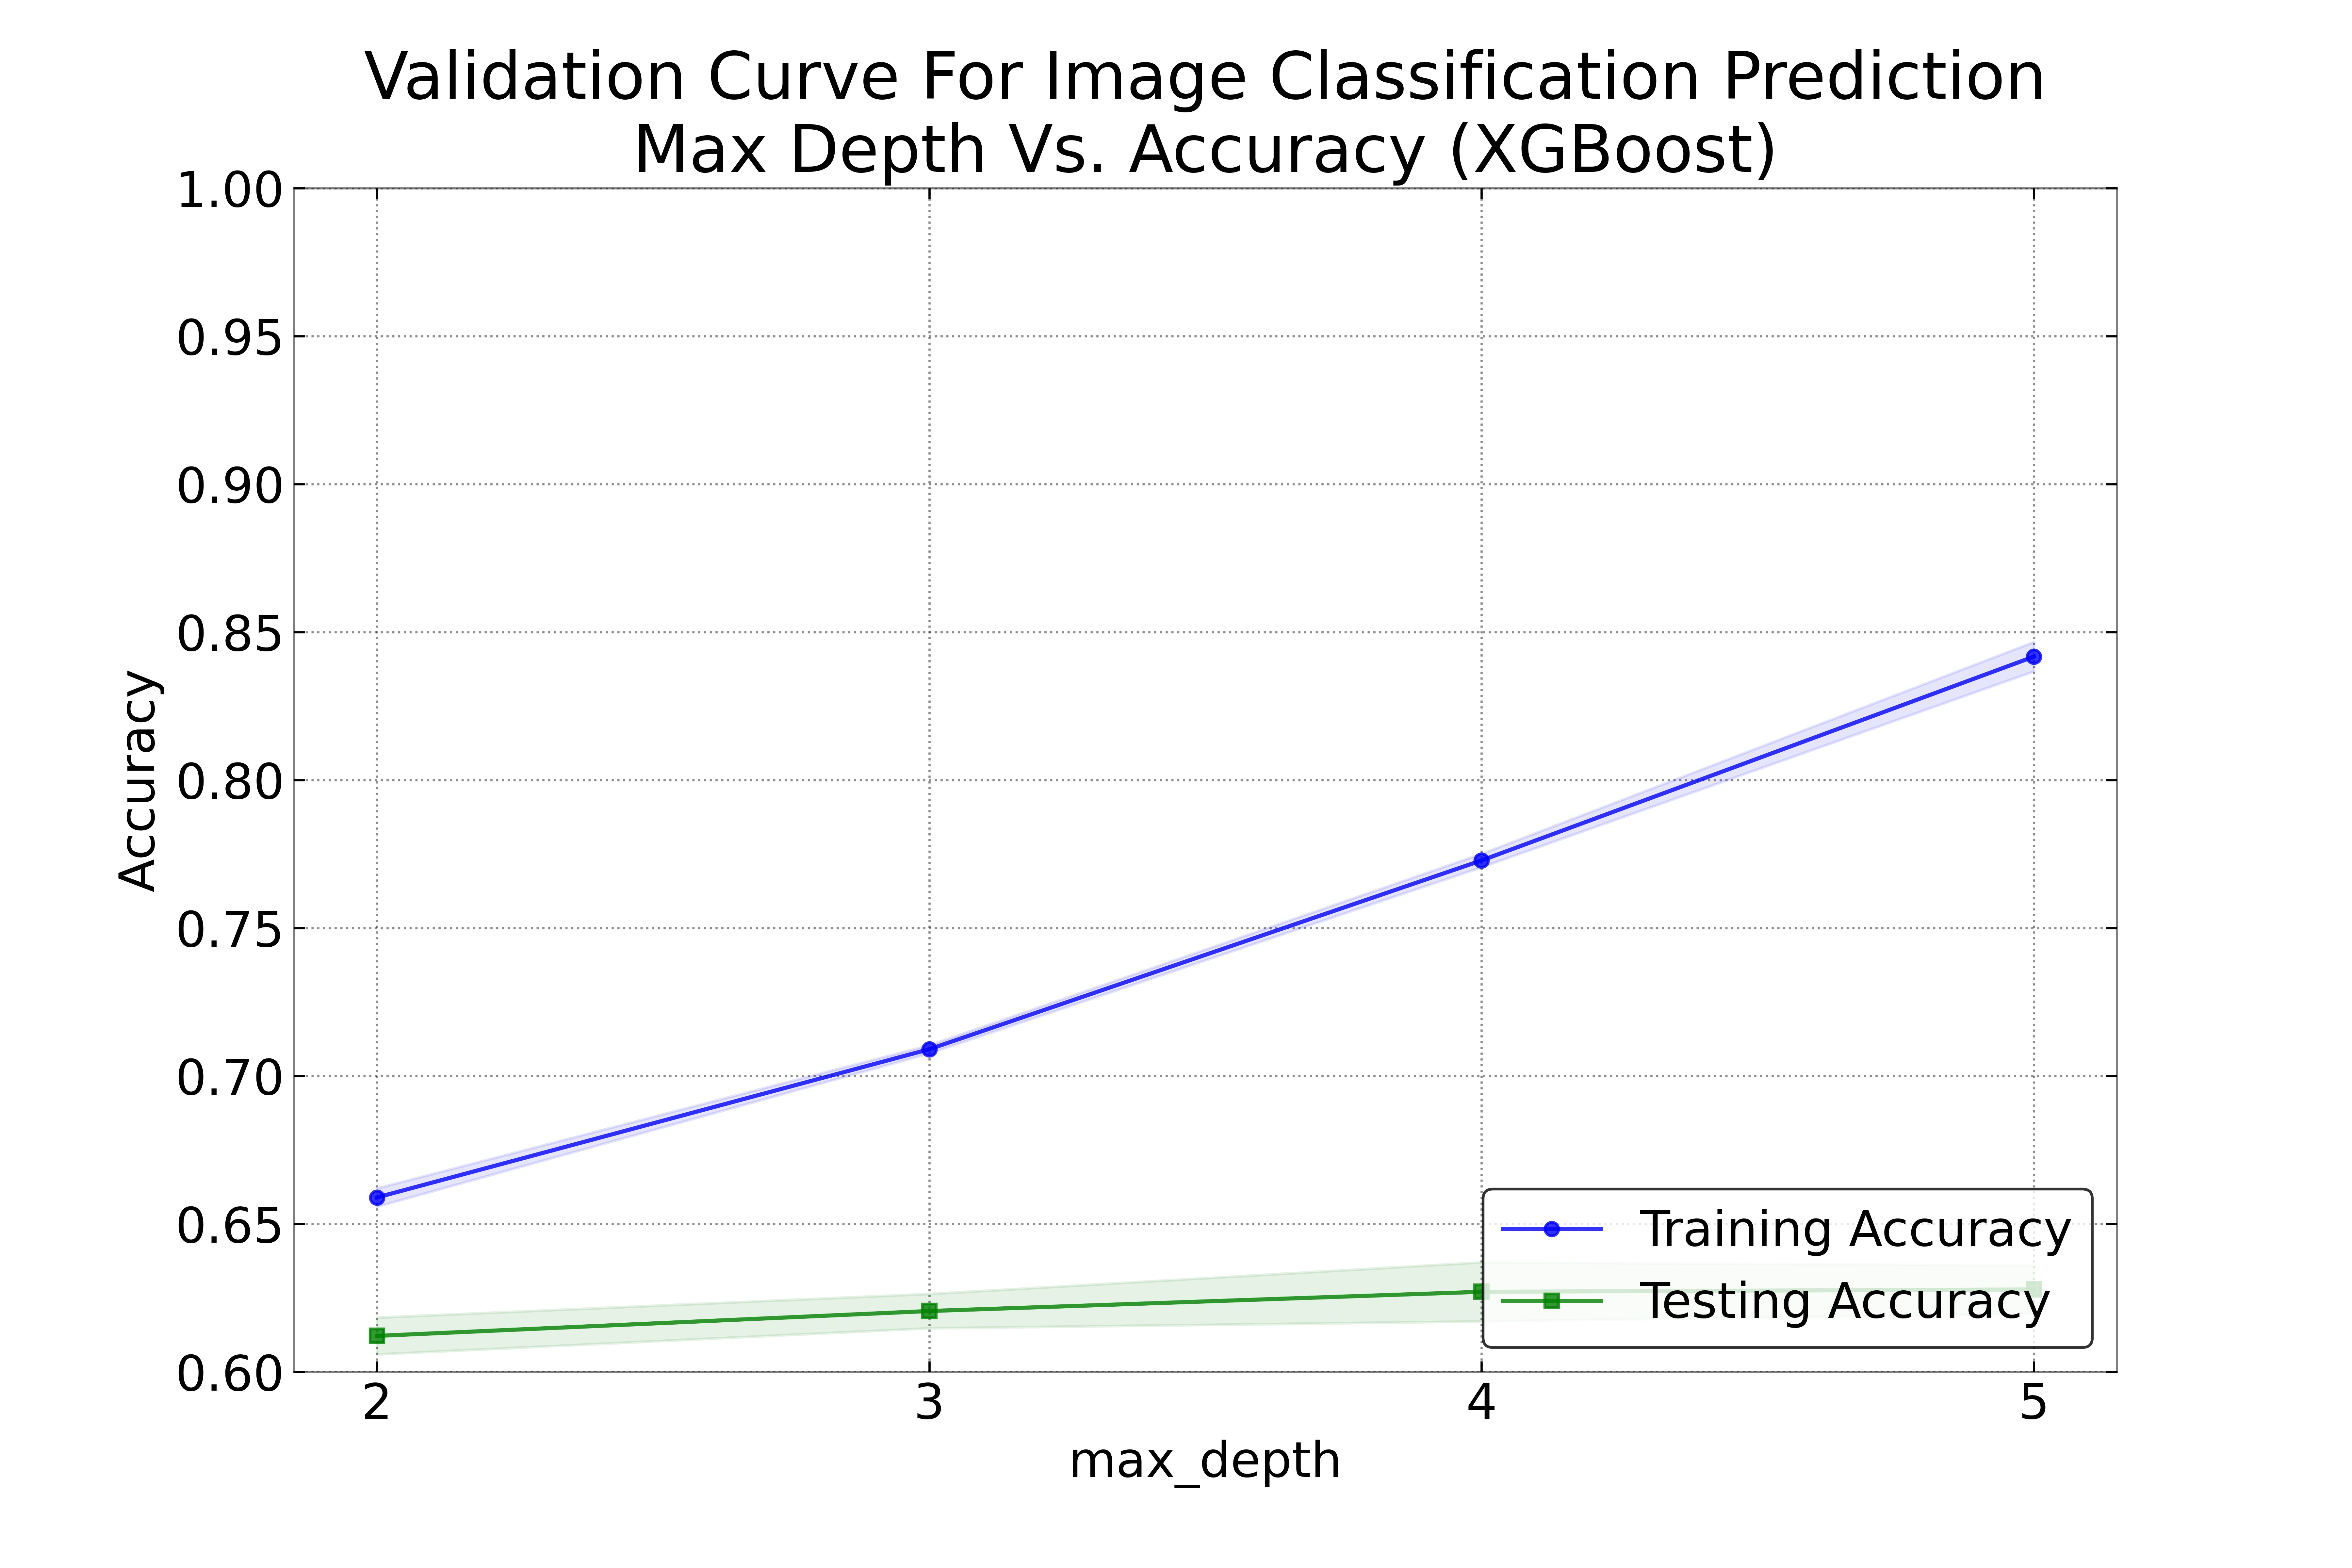 Validation Curve For Image Classification Prediction
Max Depth Vs. Accuracy (XGBoost)
1.00
0.95
0.90
0.85
0.80
0.75
0.70
0.65
0.60
Accuracy
Training Accuracy
Testing Accuracy
2 3 4 5
max_depth